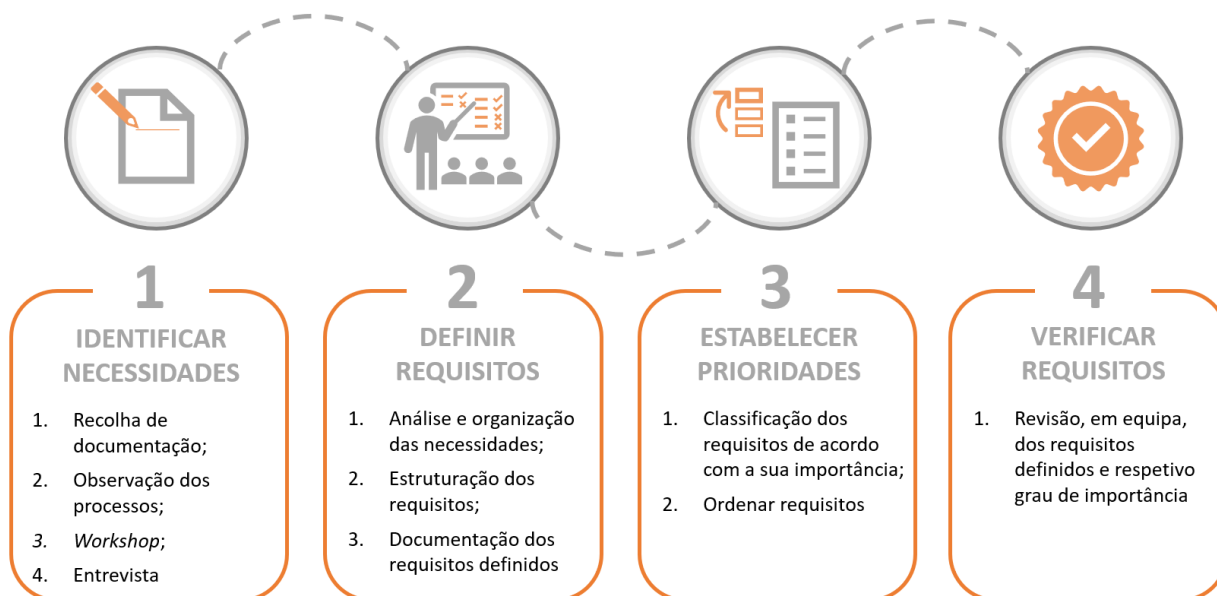 1
IDENTIFICAR
NECESSIDADES
1. Recolha de
documentação;
2. Observação dos
processos;
3. Workshop;
4. Entrevista
2
DEFINIR
REQUISITOS
1. Análise e organização
das necessidades;
2. Estruturação dos
requisitos;
3. Documentação dos
requisitos definidos
3
ESTABELECER
PRIORIDADES
1. Classificação dos
requisitos de acordo
com a sua importância;
2. Ordenar requisitos
4
VERIFICAR
REQUISITOS
1. Revisão, em equipa,
dos requisitos
definidos e respetivo
grau de importância